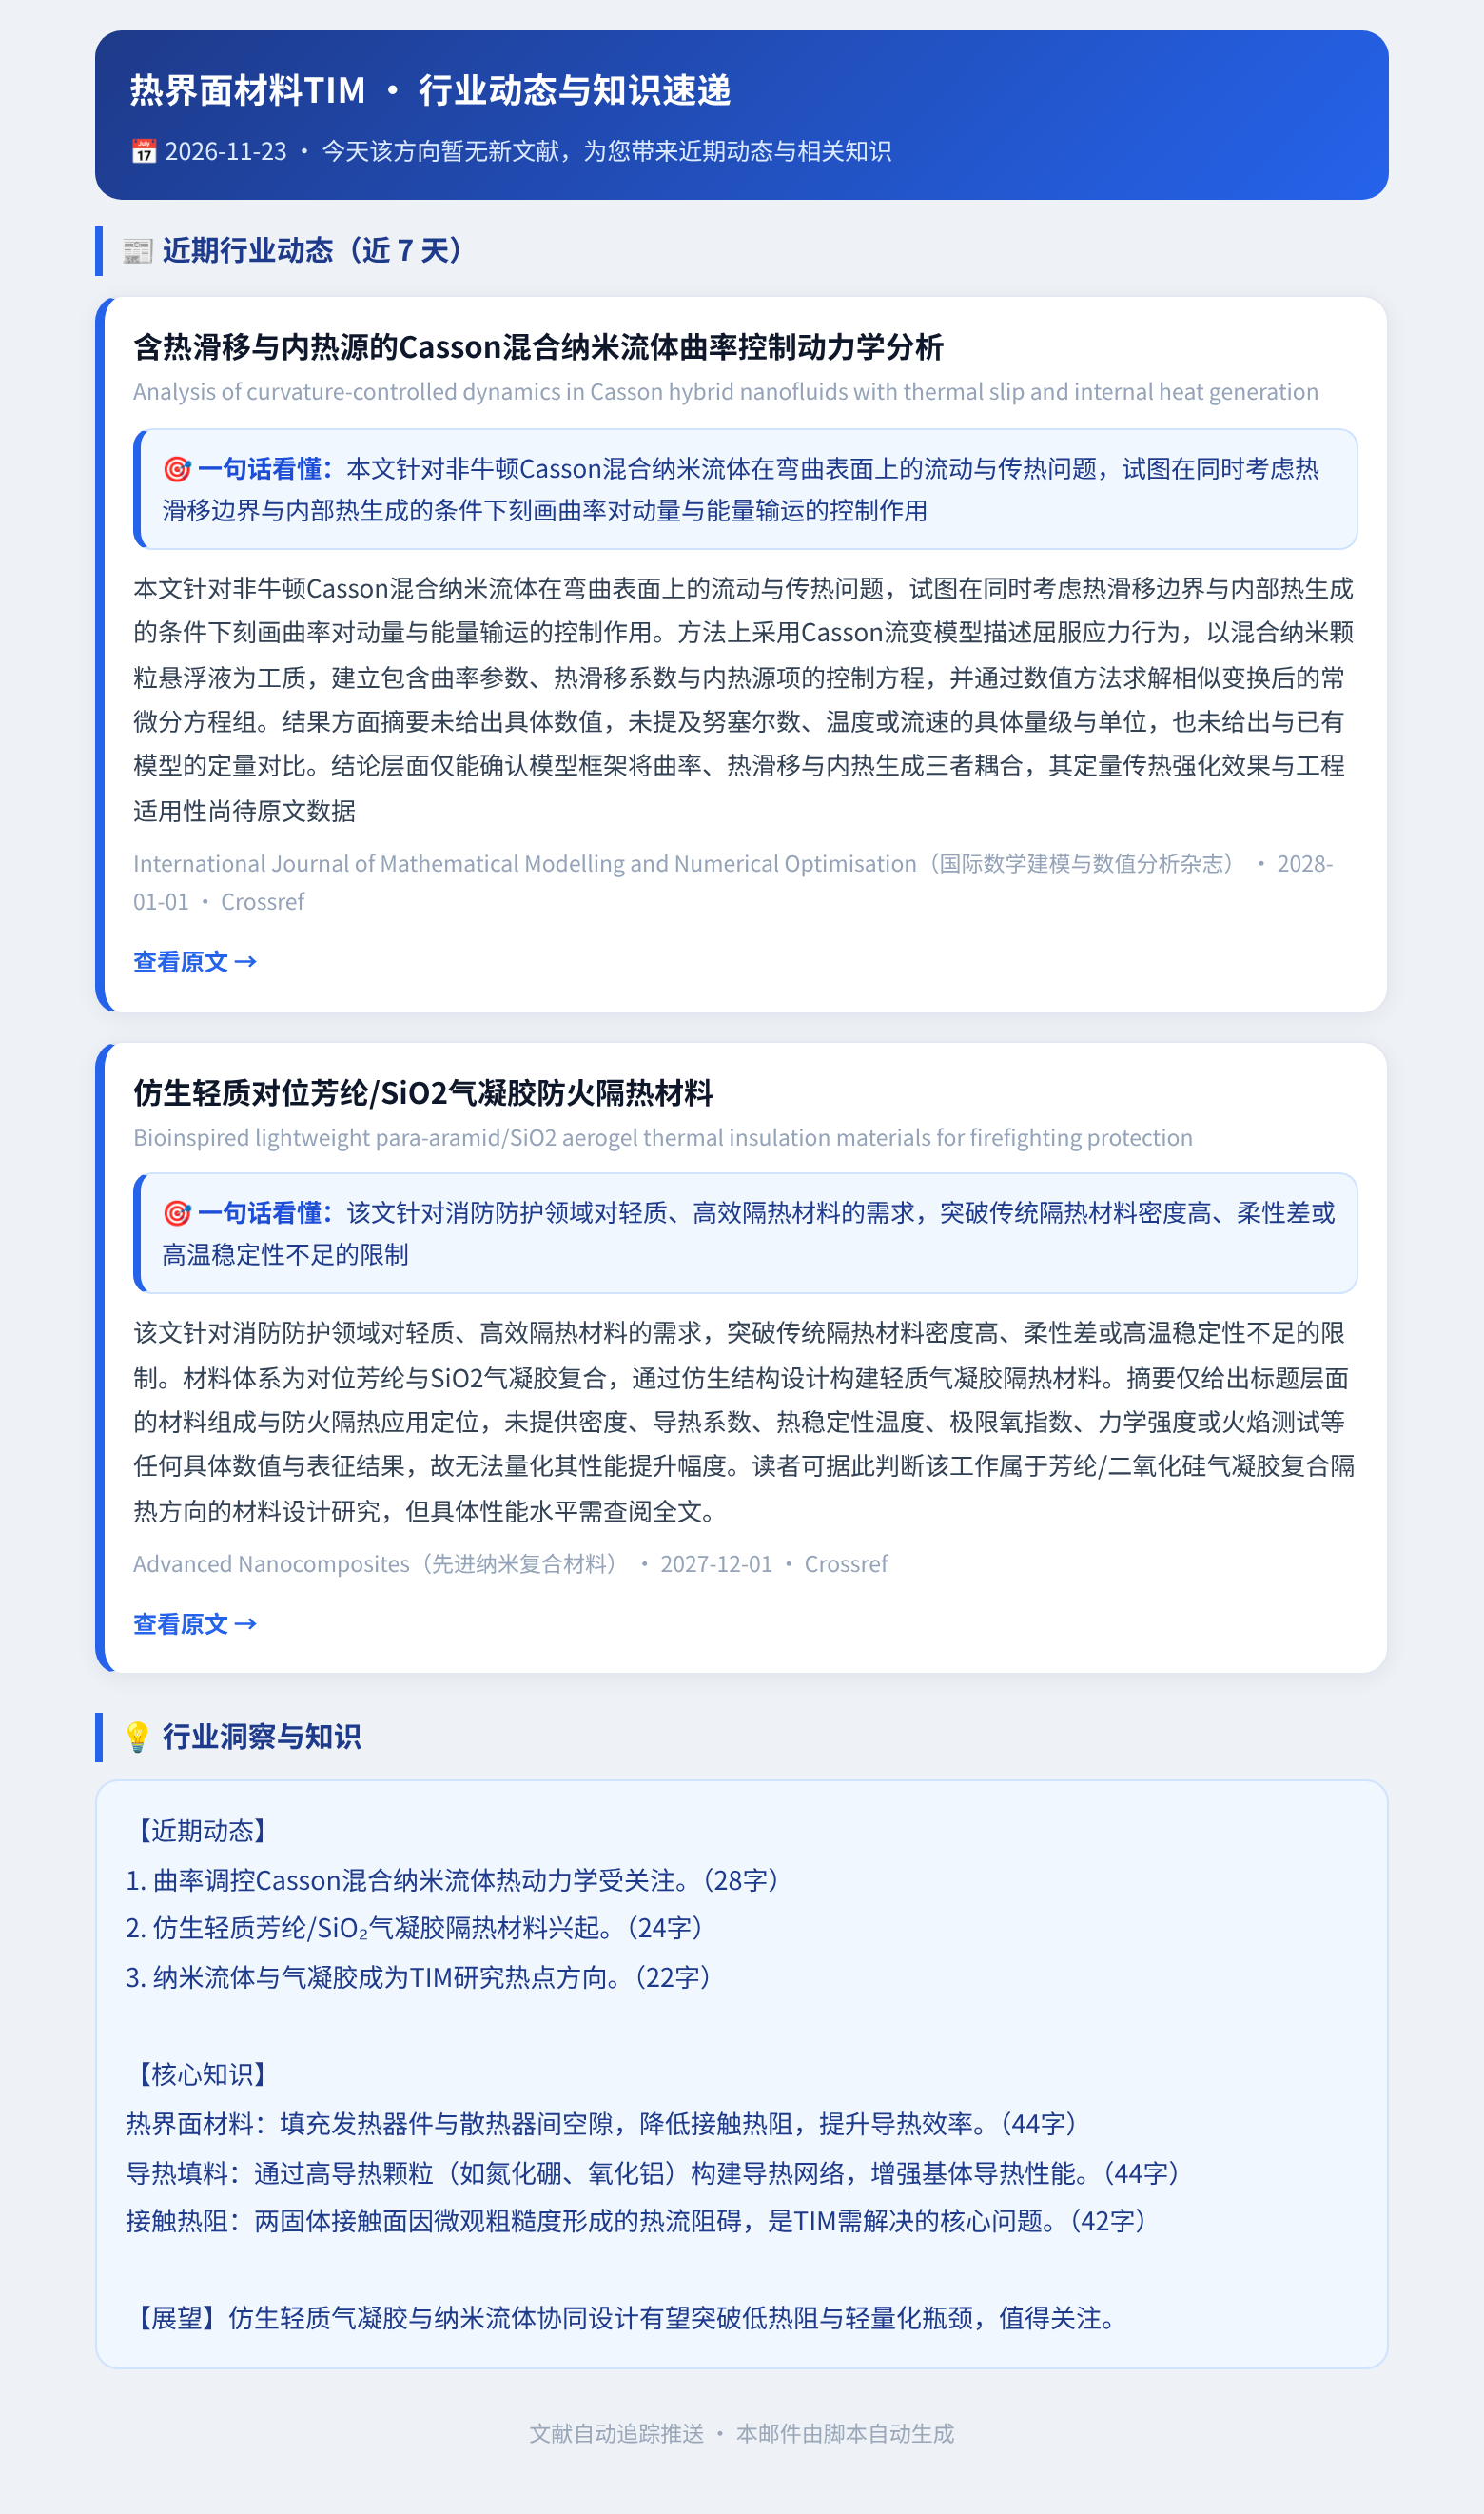 热界面材料TIM · 行业动态与知识速递
📅 2026-11-23 · 今天该方向暂无新文献，为您带来近期动态与相关知识
📰 近期行业动态（近 7 天）
含热滑移与内热源的Casson混合纳米流体曲率控制动力学分析
Analysis of curvature-controlled dynamics in Casson hybrid nanofluids with thermal slip and internal heat generation
🎯 一句话看懂：本文针对非牛顿Casson混合纳米流体在弯曲表面上的流动与传热问题，试图在同时考虑热
滑移边界与内部热生成的条件下刻画曲率对动量与能量输运的控制作用
本文针对非牛顿Casson混合纳米流体在弯曲表面上的流动与传热问题，试图在同时考虑热滑移边界与内部热生成
的条件下刻画曲率对动量与能量输运的控制作用。方法上采用Casson流变模型描述屈服应力行为，以混合纳米颗
粒悬浮液为工质，建立包含曲率参数、热滑移系数与内热源项的控制方程，并通过数值方法求解相似变换后的常
微分方程组。结果方面摘要未给出具体数值，未提及努塞尔数、温度或流速的具体量级与单位，也未给出与已有
模型的定量对比。结论层面仅能确认模型框架将曲率、热滑移与内热生成三者耦合，其定量传热强化效果与工程
适用性尚待原文数据
International Journal of Mathematical Modelling and Numerical Optimisation（国际数学建模与数值分析杂志） · 2028-
01-01 · Crossref
查看原文 →
仿生轻质对位芳纶/SiO2气凝胶防火隔热材料
Bioinspired lightweight para-aramid/SiO2 aerogel thermal insulation materials for firefighting protection
🎯 一句话看懂：该文针对消防防护领域对轻质、高效隔热材料的需求，突破传统隔热材料密度高、柔性差或
高温稳定性不足的限制
该文针对消防防护领域对轻质、高效隔热材料的需求，突破传统隔热材料密度高、柔性差或高温稳定性不足的限
制。材料体系为对位芳纶与SiO2气凝胶复合，通过仿生结构设计构建轻质气凝胶隔热材料。摘要仅给出标题层面
的材料组成与防火隔热应用定位，未提供密度、导热系数、热稳定性温度、极限氧指数、力学强度或火焰测试等
任何具体数值与表征结果，故无法量化其性能提升幅度。读者可据此判断该工作属于芳纶/二氧化硅气凝胶复合隔
热方向的材料设计研究，但具体性能水平需查阅全文。
Advanced Nanocomposites（先进纳米复合材料） · 2027-12-01 · Crossref
查看原文 →
💡 行业洞察与知识
【近期动态】
1. 曲率调控Casson混合纳米流体热动力学受关注。（28字）
2. 仿生轻质芳纶/SiO₂气凝胶隔热材料兴起。（24字）
3. 纳米流体与气凝胶成为TIM研究热点方向。（22字）
【核心知识】
热界面材料：填充发热器件与散热器间空隙，降低接触热阻，提升导热效率。（44字）
导热填料：通过高导热颗粒（如氮化硼、氧化铝）构建导热网络，增强基体导热性能。（44字）
接触热阻：两固体接触面因微观粗糙度形成的热流阻碍，是TIM需解决的核心问题。（42字）
【展望】仿生轻质气凝胶与纳米流体协同设计有望突破低热阻与轻量化瓶颈，值得关注。
文献自动追踪推送 · 本邮件由脚本自动生成